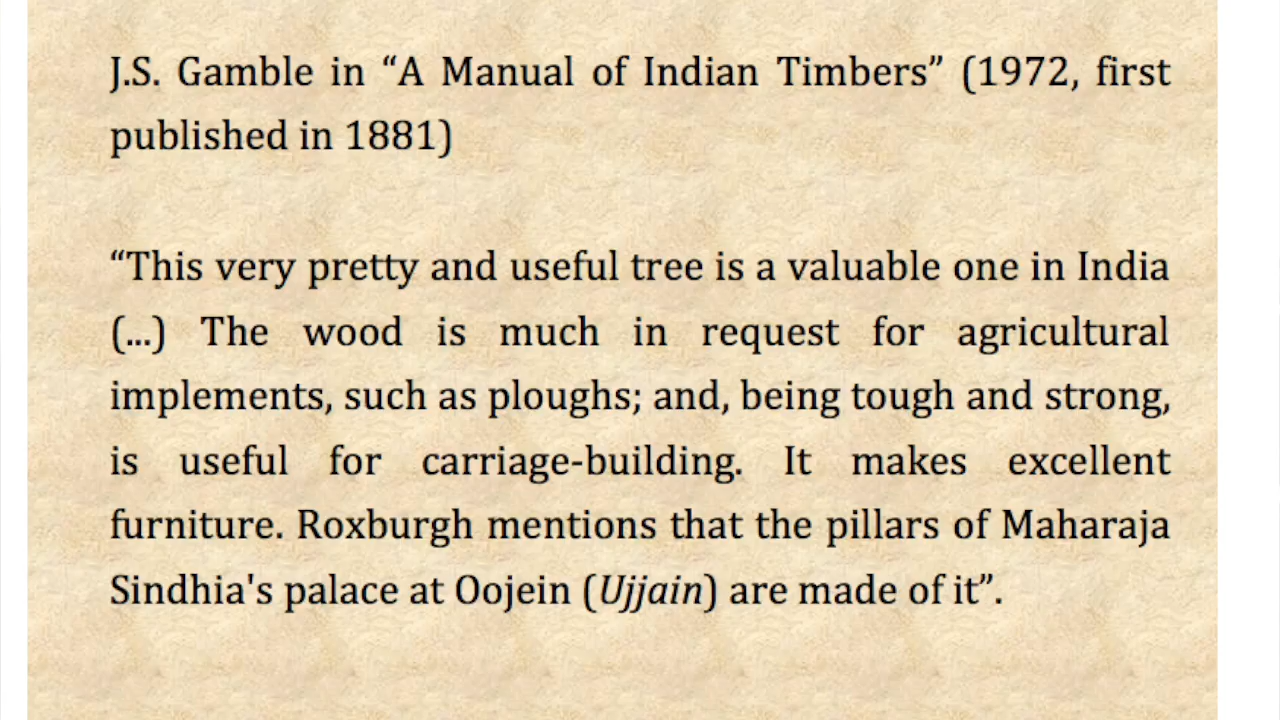 J.S. Gamble in “A Manual of Indian Timbers” (1972, first
published in 1881)
“This very pretty and useful tree is a valuable one in India
(...) The wood is much in request for agricultural
implements, such as ploughs; and, being tough and strong,
is useful for carriage-building. It makes excellent
furniture. Roxburgh mentions that the pillars of Maharaja
Sindhia's palace at Oojein (Ujjain) are made of it”.